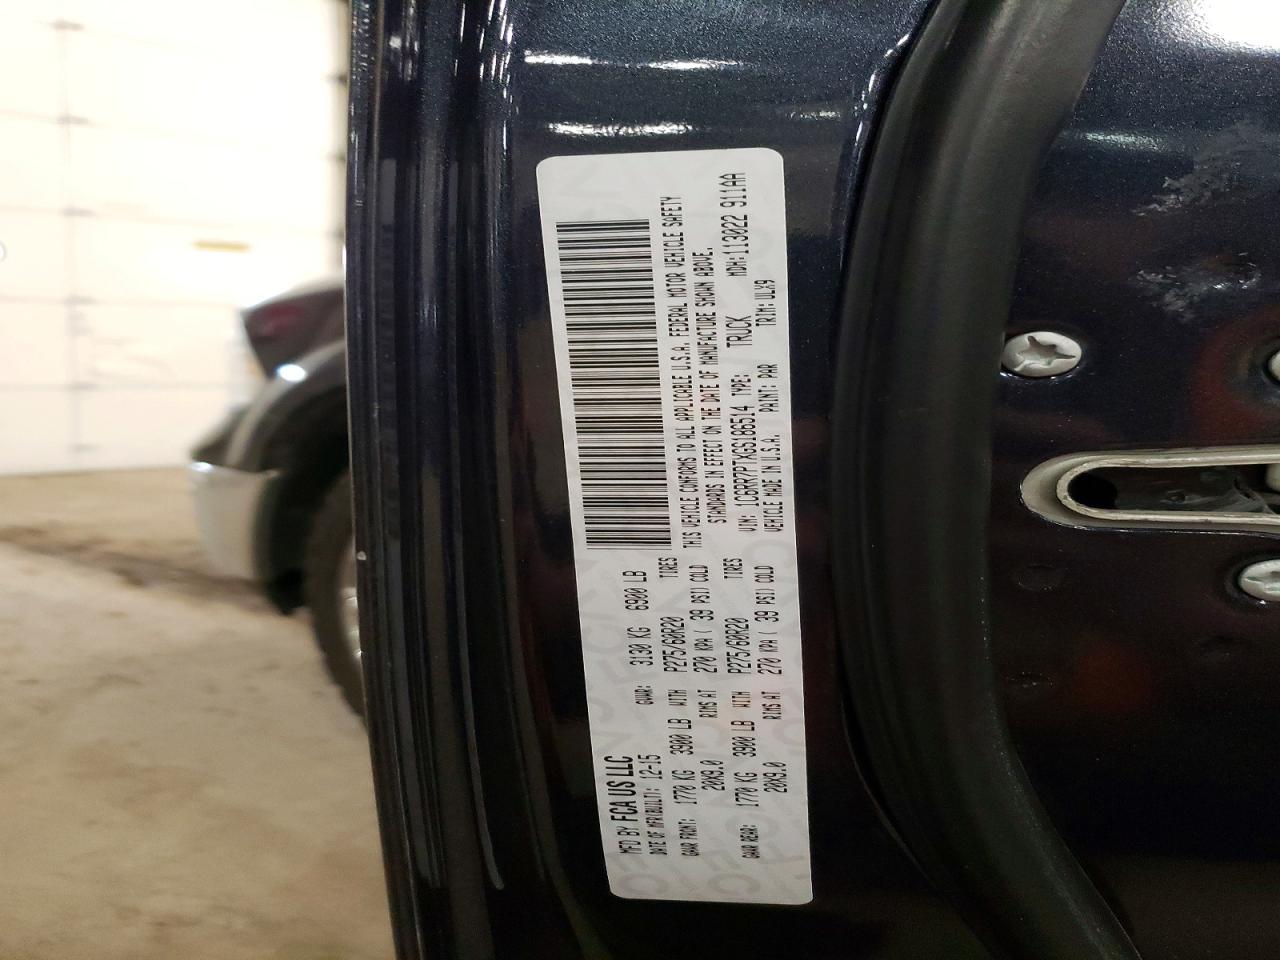 MFD BY FCA US LLC
DATE OF MFR(BUILT): 12-15 GVWR: 3130 KG 6900 LB
GAWR FRONT: 1770 KG 3900 LB WITH P275/60R20 TIRES
20X9.0 RIMS AT 270 KPA( 39 PSI) COLD
GAWR REAR: 1770 KG 3900 LB WITH P275/60R20 TIRES
20X9.0 RIMS AT 270 KPA( 39 PSI) COLD
THIS VEHICLE CONFORMS TO ALL APPLICABLE U.S.A. FEDERAL MOTOR VEHICLE SAFETY
STANDARDS IN EFFECT ON THE DATE OF MANUFACTURE SHOWN ABOVE.
VIN: 1C6RR7PTXGS186514 TYPE: TRUCK MDH:113022 911AA
VEHICLE MADE IN U.S.A. PAINT: PAR TRIM: ULX9